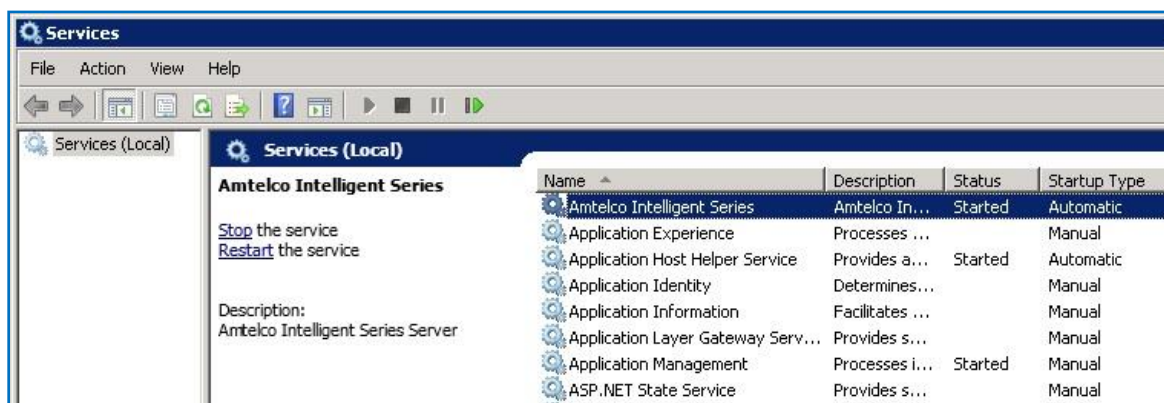 Services
File Action View Help
Services (Local)
Services (Local)
Amtelco Intelligent Series
Stop the service
Restart the service
Description:
Amtelco Intelligent Series Server
Name Description Status Startup Type
Amtelco Intelligent Series Amtelco In... Started Automatic
Application Experience Processes ... Manual
Application Host Helper Service Provides a... Started Automatic
Application Identity Determines... Manual
Application Information Facilitates ... Manual
Application Layer Gateway Serv... Provides s... Manual
Application Management Processes i... Started Manual
ASP.NET State Service Provides s... Manual